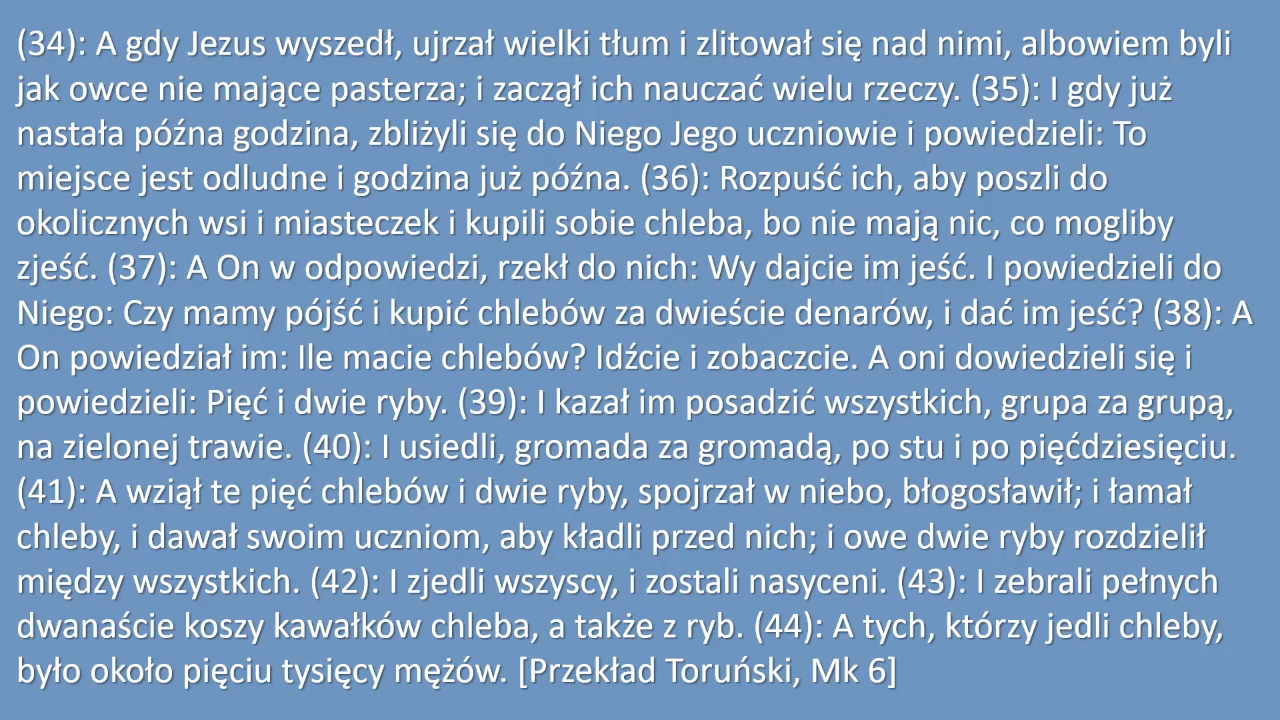 (34): A gdy Jezus wyszedł, ujrzał wielki tłum i zlitował się nad nimi, albowiem byli
jak owce nie mające pasterza; i zaczął ich nauczać wielu rzeczy. (35): I gdy już
nastała późna godzina, zbliżyli się do Niego Jego uczniowie i powiedzieli: To
miejsce jest odludne i godzina już późna. (36): Rozpuść ich, aby poszli do
okolicznych wsi i miasteczek i kupili sobie chleba, bo nie mają nic, co mogliby
zjeść. (37): A On w odpowiedzi, rzekł do nich: Wy dajcie im jeść. I powiedzieli do
Niego: Czy mamy pójść i kupić chlebów za dwieście denarów, i dać im jeść? (38): A
On powiedział im: Ile macie chlebów? Idźcie i zobaczcie. A oni dowiedzieli się i
powiedzieli: Pięć i dwie ryby. (39): I kazał im posadzić wszystkich, grupa za grupą,
na zielonej trawie. (40): I usiedli, gromada za gromadą, po stu i po pięćdziesięciu.
(41): A wziął te pięć chlebów i dwie ryby, spojrzał w niebo, błogosławił; i łamał
chleby, i dawał swoim uczniom, aby kładli przed nich; i owe dwie ryby rozdzielił
między wszystkich. (42): I zjedli wszyscy, i zostali nasyceni. (43): I zebrali pełnych
dwanaście koszy kawałków chleba, a także z ryb. (44): A tych, którzy jedli chleby,
było około pięciu tysięcy mężów. [Przekład Toruński, Mk 6]